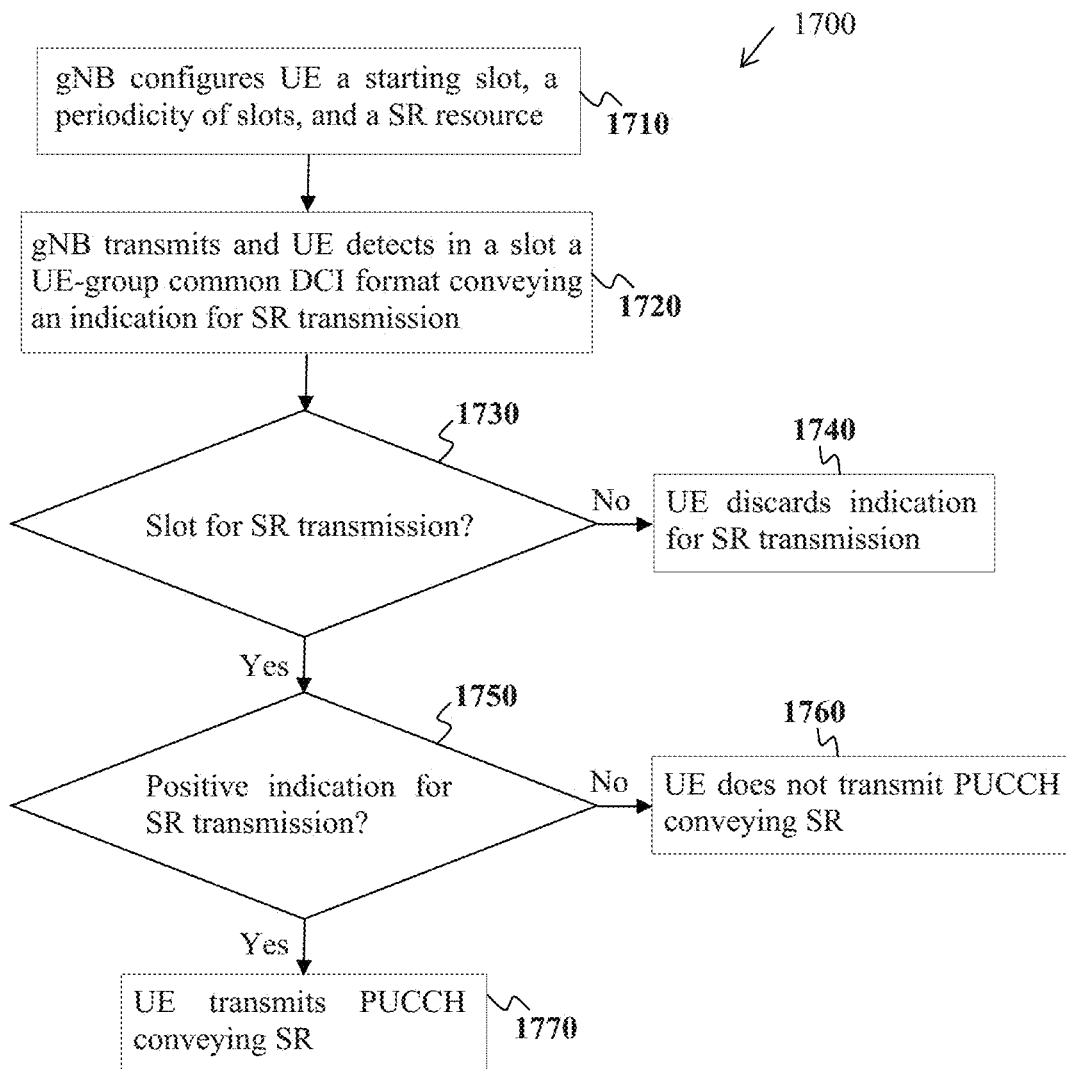 1700
gNB configures UE a starting slot, a
periodicity of slots, and a SR resource
1710
gNB transmits and UE detects in a slot a
UE-group common DCI format conveying
an indication for SR transmission
1720
1730
Slot for SR transmission?
No
1740
UE discards indication
for SR transmission
Yes
1750
Positive indication for
SR transmission?
No
1760
UE does not transmit PUCCH
conveying SR
Yes
UE transmits PUCCH
conveying SR
1770